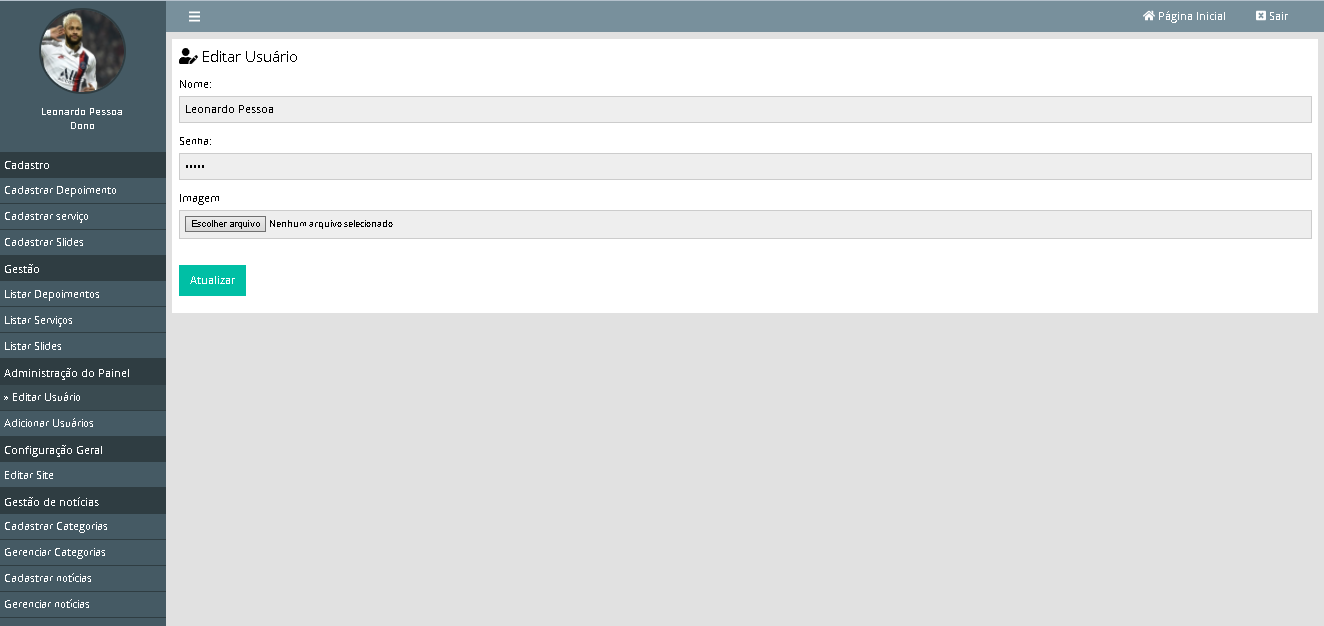 Página Inicial
Sair
Leonardo Pessoa
Dono
Cadastro
Cadastrar Depoimento
Cadastrar serviço
Cadastrar Slides
Gestão
Listar Depoimentos
Listar Serviços
Listar Slides
Administração do Painel
» Editar Usuário
Adicionar Usuários
Configuração Geral
Editar Site
Gestão de notícias
Cadastrar Categorias
Gerenciar Categorias
Cadastrar notícias
Gerenciar notícias
Editar Usuário
Nome:
Leonardo Pessoa
Senha:
•••••
Imagem
Escolher arquivo Nenhum arquivo selecionado
Atualizar